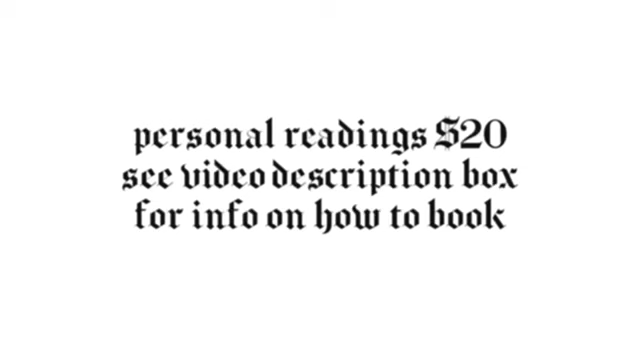 personal readings $20
see video description box
for info on how to book